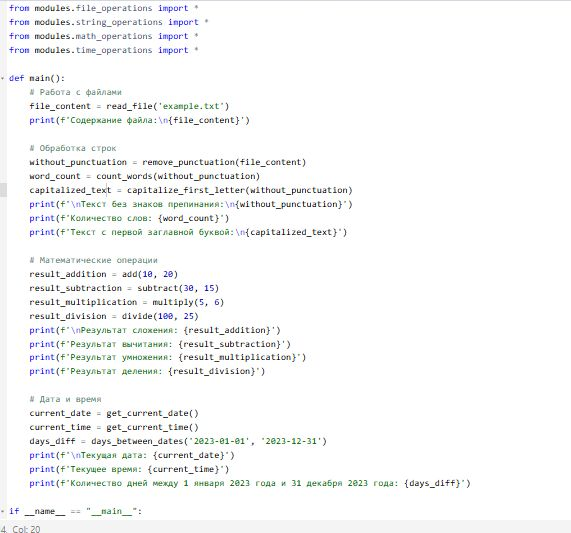 from modules.file_operations import *
from modules.string_operations import *
from modules.math_operations import *
from modules.time_operations import *
def main():
# Работа с файлами
file_content = read_file('example.txt')
print(f'Содержание файла:\n{file_content}')
# Обработка строк
without_punctuation = remove_punctuation(file_content)
word_count = count_words(without_punctuation)
capitalized_text = capitalize_first_letter(without_punctuation)
print(f'\nТекст без знаков препинания:\n{without_punctuation}')
print(f'Количество слов: {word_count}')
print(f'Текст с первой заглавной буквой:\n{capitalized_text}')
# Математические операции
result_addition = add(10, 20)
result_subtraction = subtract(30, 15)
result_multiplication = multiply(5, 6)
result_division = divide(100, 25)
print(f'\nРезультат сложения: {result_addition}')
print(f'Результат вычитания: {result_subtraction}')
print(f'Результат умножения: {result_multiplication}')
print(f'Результат деления: {result_division}')
# Дата и время
current_date = get_current_date()
current_time = get_current_time()
days_diff = days_between_dates('2023-01-01', '2023-12-31')
print(f'\nТекущая дата: {current_date}')
print(f'Текущее время: {current_time}')
print(f'Количество дней между 1 января 2023 года и 31 декабря 2023 года: {days_diff}')
if __name__ == "__main__":
4, Col: 20